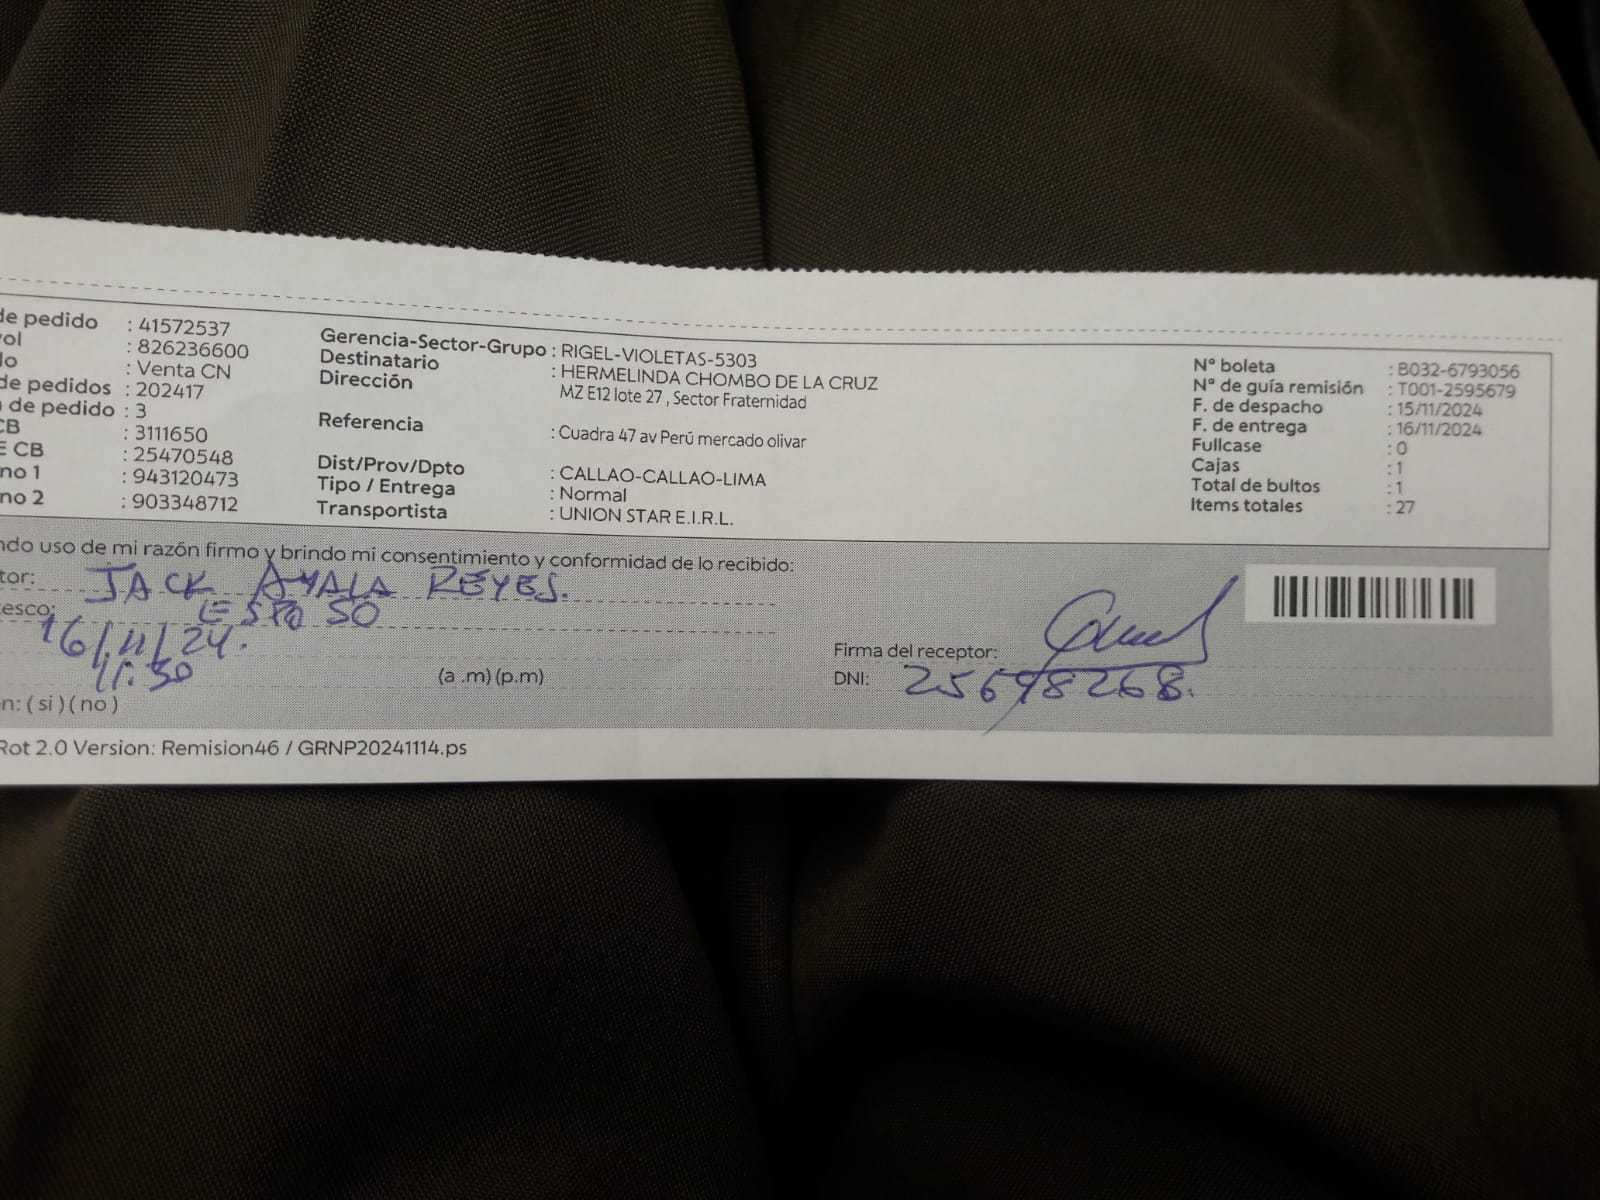 de pedido : 41572537
ol : 826236600
lo : Venta CN
de pedidos : 202417
de pedido : 3
CB : 3111650
E CB : 25470548
no 1 : 943120473
no 2 : 903348712
Gerencia-Sector-Grupo : RIGEL-VIOLETAS-5303
Destinatario : HERMELINDA CHOMBO DE LA CRUZ
Dirección MZ E12 lote 27 , Sector Fraternidad
Referencia : Cuadra 47 av Perú mercado olivar
Dist/Prov/Dpto : CALLAO-CALLAO-LIMA
Tipo / Entrega : Normal
Transportista : UNION STAR E.I.R.L.
Nº boleta : B032-6793056
Nº de guía remisión : T001-2595679
F. de despacho : 15/11/2024
F. de entrega : 16/11/2024
Fullcase : 0
Cajas : 1
Total de bultos : 1
Items totales : 27
ndo uso de mi razón firmo y brindo mi consentimiento y conformidad de lo recibido:
tor: JACK AYALA REYES.
esco: ESPOSO
16/11/24.
11:30 (a .m) (p.m)
n: ( si ) ( no )
Firma del receptor:
DNI: 25698268.
Rot 2.0 Version: Remision46 / GRNP20241114.ps